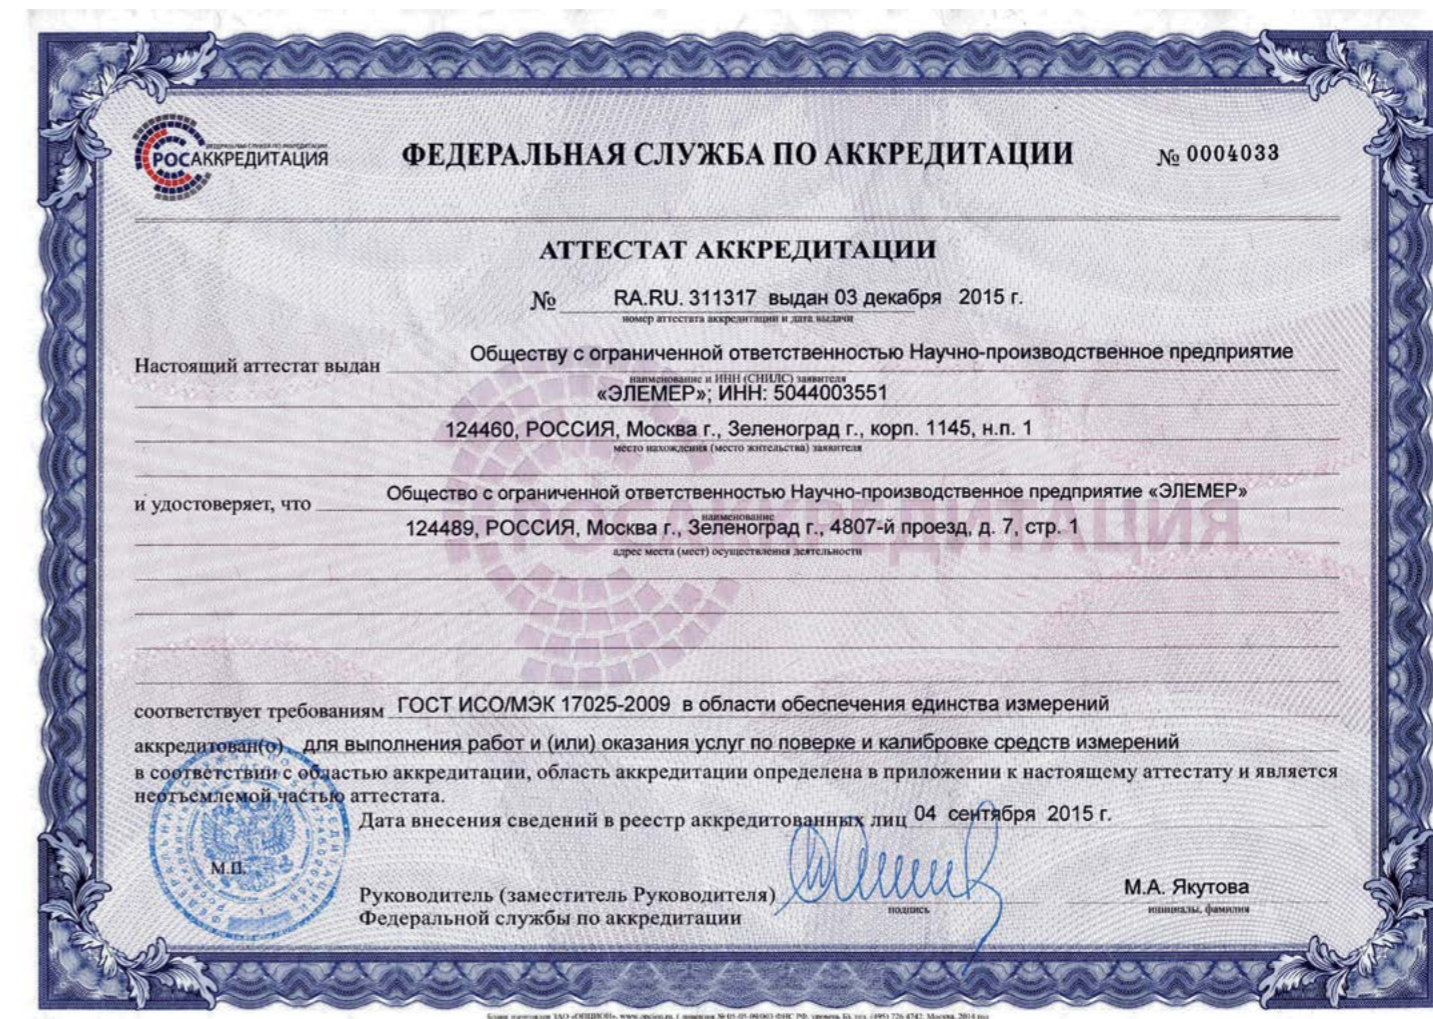 ФЕДЕРАЛЬНАЯ СЛУЖБА ПО АККРЕДИТАЦИИ
РОСАККРЕДИТАЦИЯ
ФЕДЕРАЛЬНАЯ СЛУЖБА ПО АККРЕДИТАЦИИ
№ 0004033
АТТЕСТАТ АККРЕДИТАЦИИ
№ RA.RU. 311317 выдан 03 декабря 2015 г.
номер аттестата аккредитации и дата выдачи
Настоящий аттестат выдан Обществу с ограниченной ответственностью Научно-производственное предприятие
наименование и ИНН (СНИЛС) заявителя
«ЭЛЕМЕР»; ИНН: 5044003551
124460, РОССИЯ, Москва г., Зеленоград г., корп. 1145, н.п. 1
место нахождения (место жительства) заявителя
и удостоверяет, что Общество с ограниченной ответственностью Научно-производственное предприятие «ЭЛЕМЕР»
наименование
124489, РОССИЯ, Москва г., Зеленоград г., 4807-й проезд, д. 7, стр. 1
адрес места (мест) осуществления деятельности
РОСАККРЕДИТАЦИЯ
соответствует требованиям ГОСТ ИСО/МЭК 17025-2009 в области обеспечения единства измерений
аккредитован(о) для выполнения работ и (или) оказания услуг по поверке и калибровке средств измерений
в соответствии с областью аккредитации, область аккредитации определена в приложении к настоящему аттестату и является
неотъемлемой частью аттестата.
Дата внесения сведений в реестр аккредитованных лиц 04 сентября 2015 г.
М.П.
Руководитель (заместитель Руководителя)
Федеральной службы по аккредитации
подпись
М.А. Якутова
инициалы, фамилия